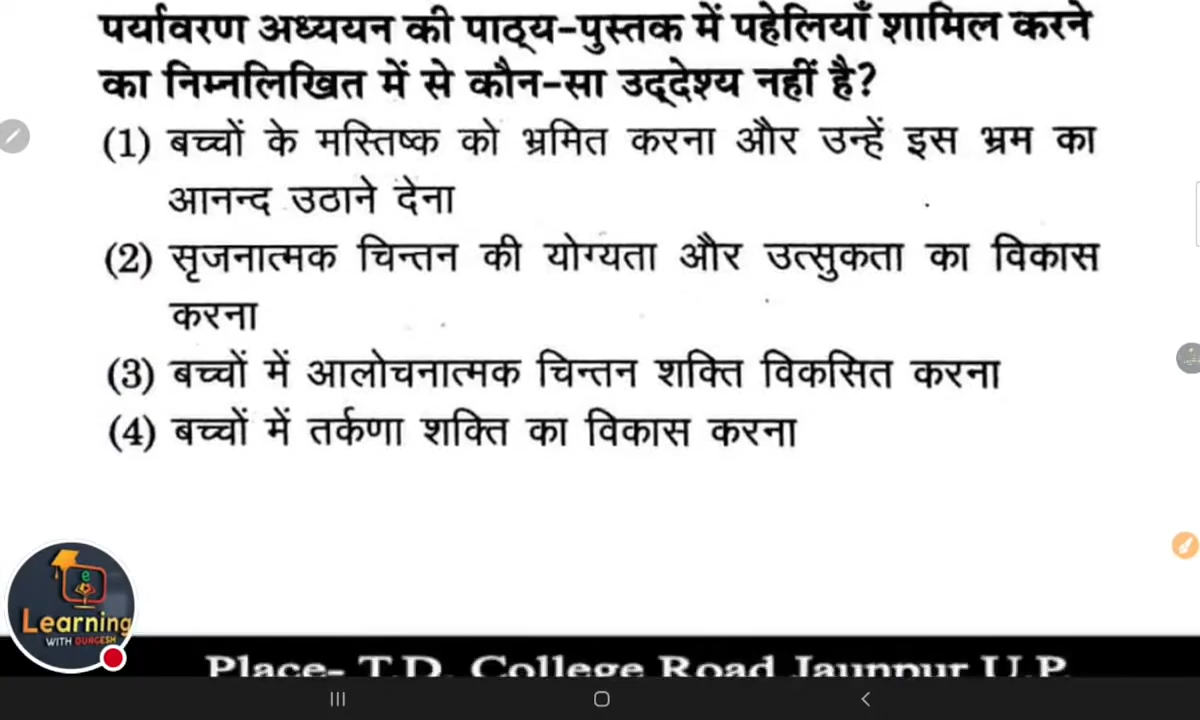 पर्यावरण अध्ययन की पाठ्य-पुस्तक में पहेलियाँ शामिल करने
का निम्नलिखित में से कौन-सा उद्देश्य नहीं है?
(1) बच्चों के मस्तिष्क को भ्रमित करना और उन्हें इस भ्रम का
आनन्द उठाने देना
(2) सृजनात्मक चिन्तन की योग्यता और उत्सुकता का विकास
करना
(3) बच्चों में आलोचनात्मक चिन्तन शक्ति विकसित करना
(4) बच्चों में तर्कणा शक्ति का विकास करना
e
Learning
WITH DURGESH
Place- T.D. College Road Jaunpur U.P.